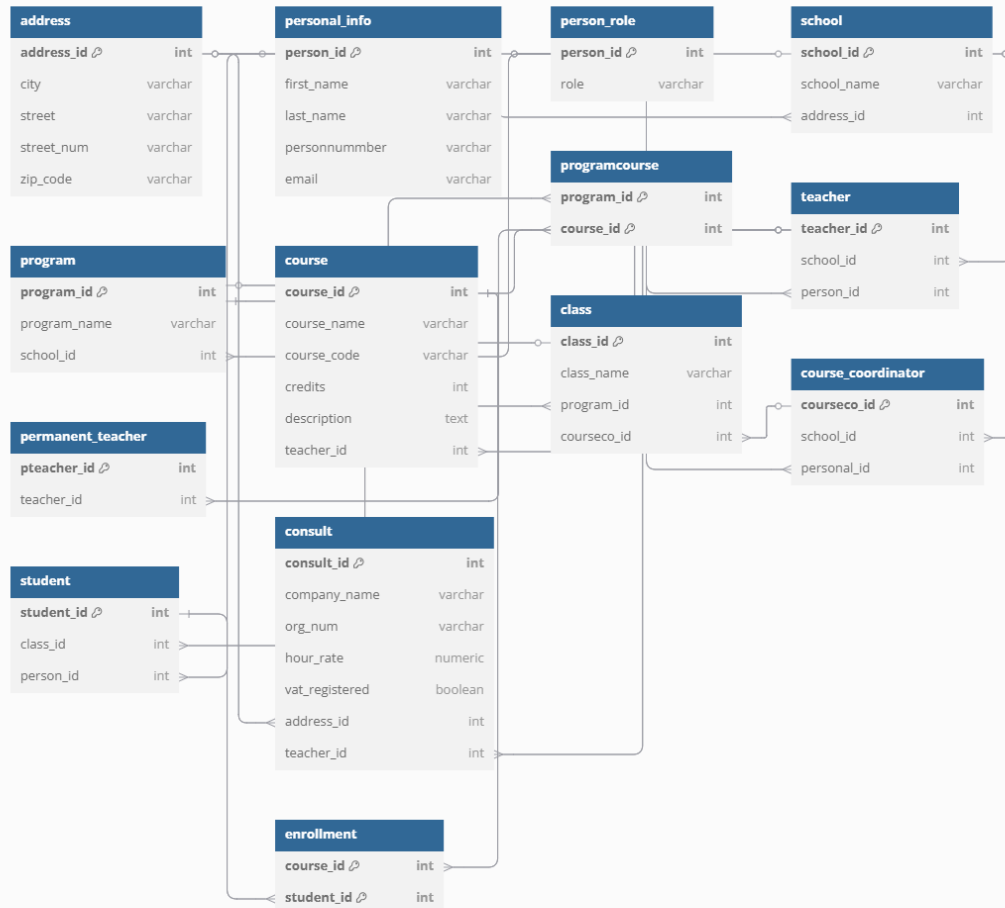 address
address_id int
city varchar
street varchar
street_num varchar
zip_code varchar
personal_info
person_id int
first_name varchar
last_name varchar
personnummber varchar
email varchar
person_role
person_id int
role varchar
school
school_id int
school_name varchar
address_id int
programcourse
program_id int
course_id int
teacher
teacher_id int
school_id int
person_id int
program
program_id int
program_name varchar
school_id int
course
course_id int
course_name varchar
course_code varchar
credits int
description text
teacher_id int
class
class_id int
class_name varchar
program_id int
courseco_id int
course_coordinator
courseco_id int
school_id int
personal_id int
permanent_teacher
pteacher_id int
teacher_id int
consult
consult_id int
company_name varchar
org_num varchar
hour_rate numeric
vat_registered boolean
address_id int
teacher_id int
student
student_id int
class_id int
person_id int
enrollment
course_id int
student_id int